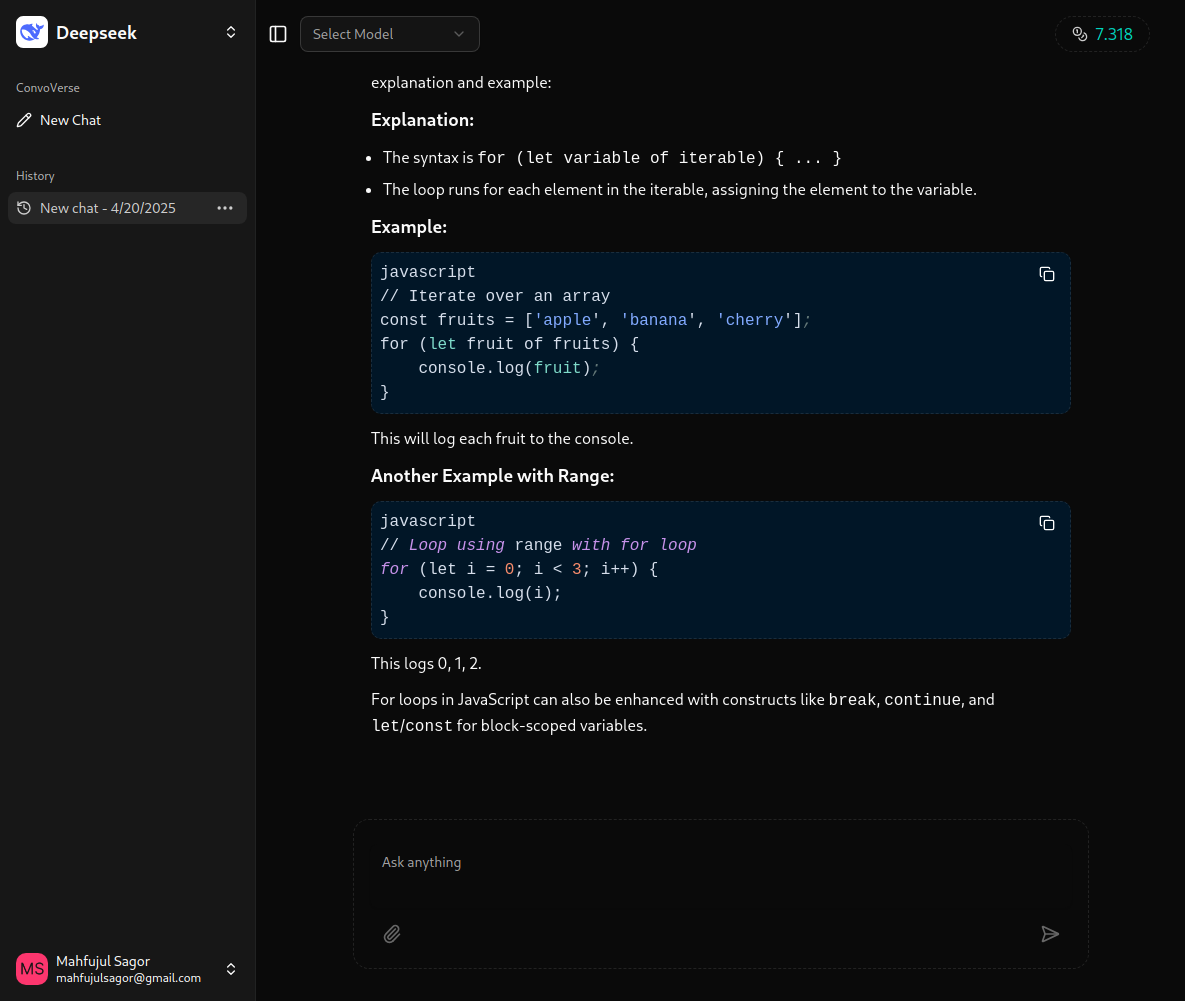 Deepseek
ConvoVerse
New Chat
History
New chat - 4/20/2025
Mahfujul Sagor
mahfujulsagor@gmail.com
MS
Select Model
7.318
explanation and example:
Explanation:
The syntax is for (let variable of iterable) { ... }
The loop runs for each element in the iterable, assigning the element to the variable.
Example:
javascript
// Iterate over an array
const fruits = ['apple', 'banana', 'cherry'];
for (let fruit of fruits) {
    console.log(fruit);
}
This will log each fruit to the console.
Another Example with Range:
javascript
// Loop using range with for loop
for (let i = 0; i < 3; i++) {
    console.log(i);
}
This logs 0, 1, 2.
For loops in JavaScript can also be enhanced with constructs like break, continue, and
let/const for block-scoped variables.
Ask anything